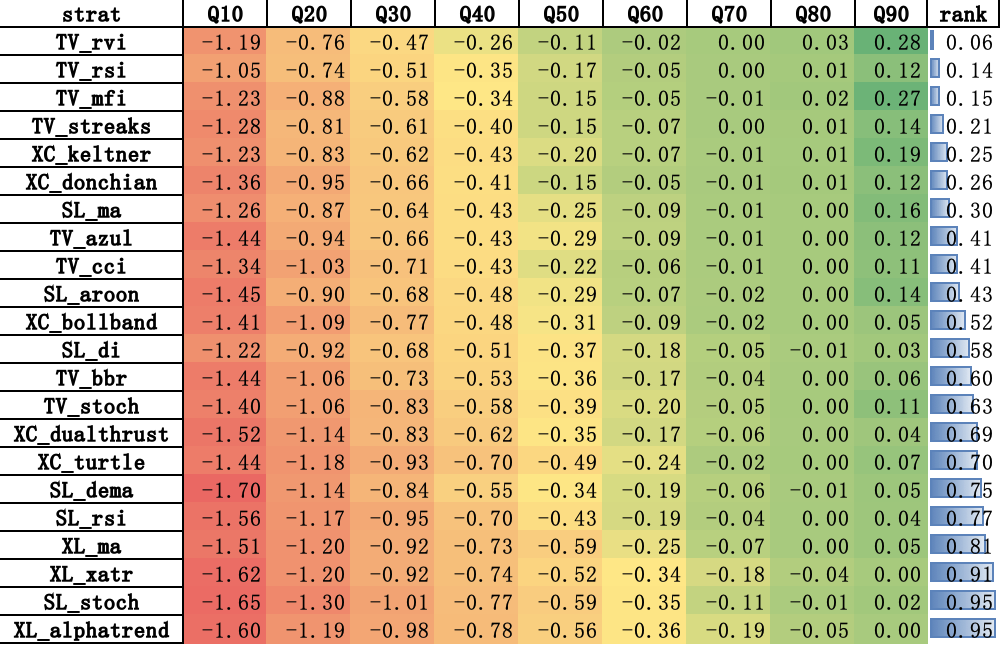 strat Q10 Q20 Q30 Q40 Q50 Q60 Q70 Q80 Q90 rank
TV_rvi -1.19 -0.76 -0.47 -0.26 -0.11 -0.02 0.00 0.03 0.28 0.06
TV_rsi -1.05 -0.74 -0.51 -0.35 -0.17 -0.05 0.00 0.01 0.12 0.14
TV_mfi -1.23 -0.88 -0.58 -0.34 -0.15 -0.05 -0.01 0.02 0.27 0.15
TV_streaks -1.28 -0.81 -0.61 -0.40 -0.15 -0.07 0.00 0.01 0.14 0.21
XC_keltner -1.23 -0.83 -0.62 -0.43 -0.20 -0.07 -0.01 0.01 0.19 0.25
XC_donchian -1.36 -0.95 -0.66 -0.41 -0.15 -0.05 -0.01 0.01 0.12 0.26
SL_ma -1.26 -0.87 -0.64 -0.43 -0.25 -0.09 -0.01 0.00 0.16 0.30
TV_azul -1.44 -0.94 -0.66 -0.43 -0.29 -0.09 -0.01 0.00 0.12 0.41
TV_cci -1.34 -1.03 -0.71 -0.43 -0.22 -0.06 -0.01 0.00 0.11 0.41
SL_aroon -1.45 -0.90 -0.68 -0.48 -0.29 -0.07 -0.02 0.00 0.14 0.43
XC_bollband -1.41 -1.09 -0.77 -0.48 -0.31 -0.09 -0.02 0.00 0.05 0.52
SL_di -1.22 -0.92 -0.68 -0.51 -0.37 -0.18 -0.05 -0.01 0.03 0.58
TV_bbr -1.44 -1.06 -0.73 -0.53 -0.36 -0.17 -0.04 0.00 0.06 0.60
TV_stoch -1.40 -1.06 -0.83 -0.58 -0.39 -0.20 -0.05 0.00 0.11 0.63
XC_dualthrust -1.52 -1.14 -0.83 -0.62 -0.35 -0.17 -0.06 0.00 0.04 0.69
XC_turtle -1.44 -1.18 -0.93 -0.70 -0.49 -0.24 -0.02 0.00 0.07 0.70
SL_dema -1.70 -1.14 -0.84 -0.55 -0.34 -0.19 -0.06 -0.01 0.05 0.75
SL_rsi -1.56 -1.17 -0.95 -0.70 -0.43 -0.19 -0.04 0.00 0.04 0.77
XL_ma -1.51 -1.20 -0.92 -0.73 -0.59 -0.25 -0.07 0.00 0.05 0.81
XL_xatr -1.62 -1.20 -0.92 -0.74 -0.52 -0.34 -0.18 -0.04 0.00 0.91
SL_stoch -1.65 -1.30 -1.01 -0.77 -0.59 -0.35 -0.11 -0.01 0.02 0.95
XL_alphatrend -1.60 -1.19 -0.98 -0.78 -0.56 -0.36 -0.19 -0.05 0.00 0.95